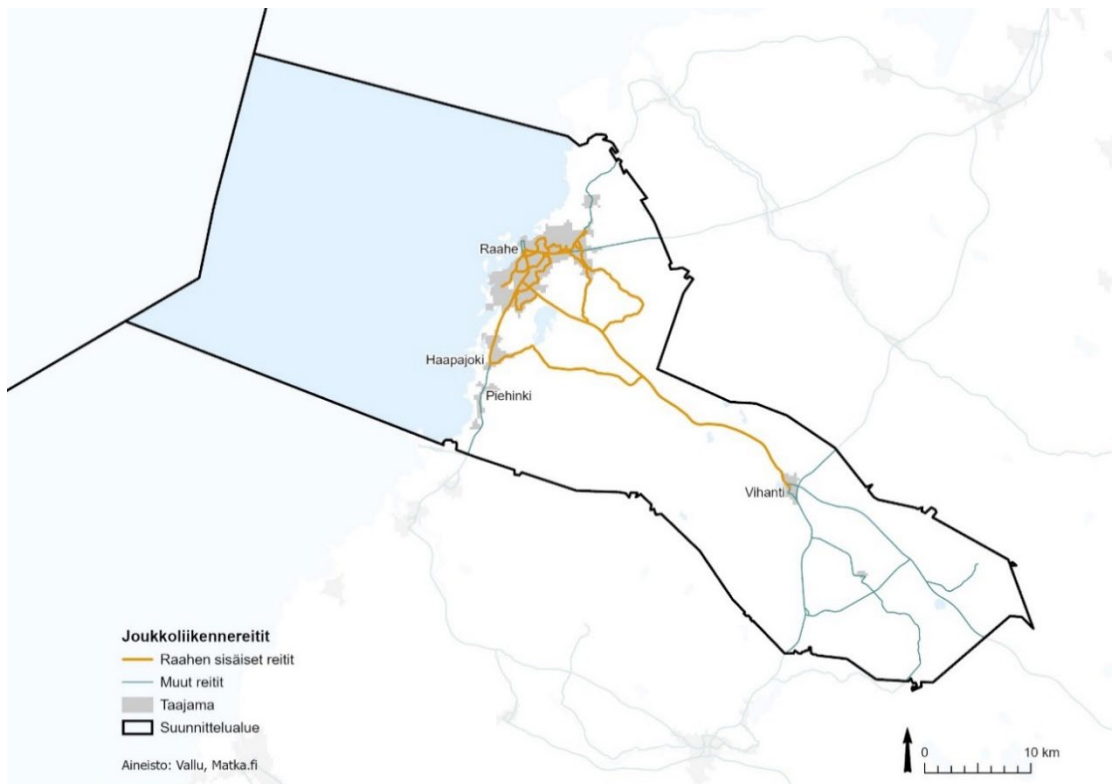 Raahe
Haapajoki
Piehinki
Vihanti
Joukkoliikennereitit
Raahen sisäiset reitit
Muut reitit
Taajama
Suunnittelualue
Aineisto: Vallu, Matka.fi
0 10 km